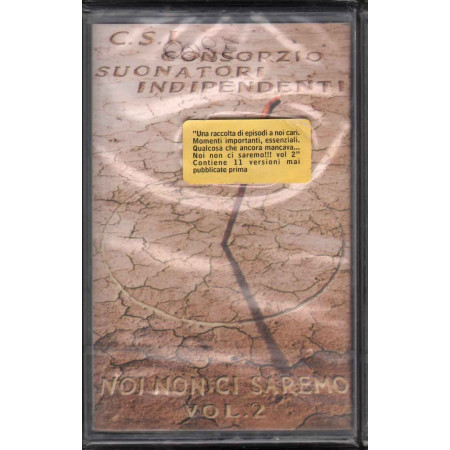 C.S.I.
CONSORZIO
SUONATORI
INDIPENDENTI
"Una raccolta di episodi a noi cari.
Momenti importanti, essenziali.
Qualcosa che ancora mancava...
Noi non ci saremo!!! vol 2"
Contiene 11 versioni mai
pubblicate prima
NOI NON CI SAREMO
VOL.2